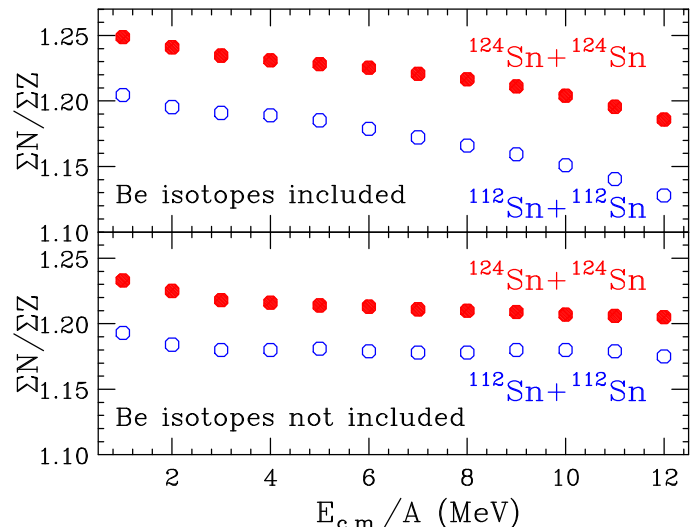 1.25
¹²⁴Sn+¹²⁴Sn
1.20
ΣN/ΣZ
1.15
Be isotopes included
¹¹²Sn+¹¹²Sn
1.10
1.25
¹²⁴Sn+¹²⁴Sn
1.20
ΣN/ΣZ
1.15
¹¹²Sn+¹¹²Sn
Be isotopes not included
1.10
2 4 6 8 10 12
E_c.m./A (MeV)